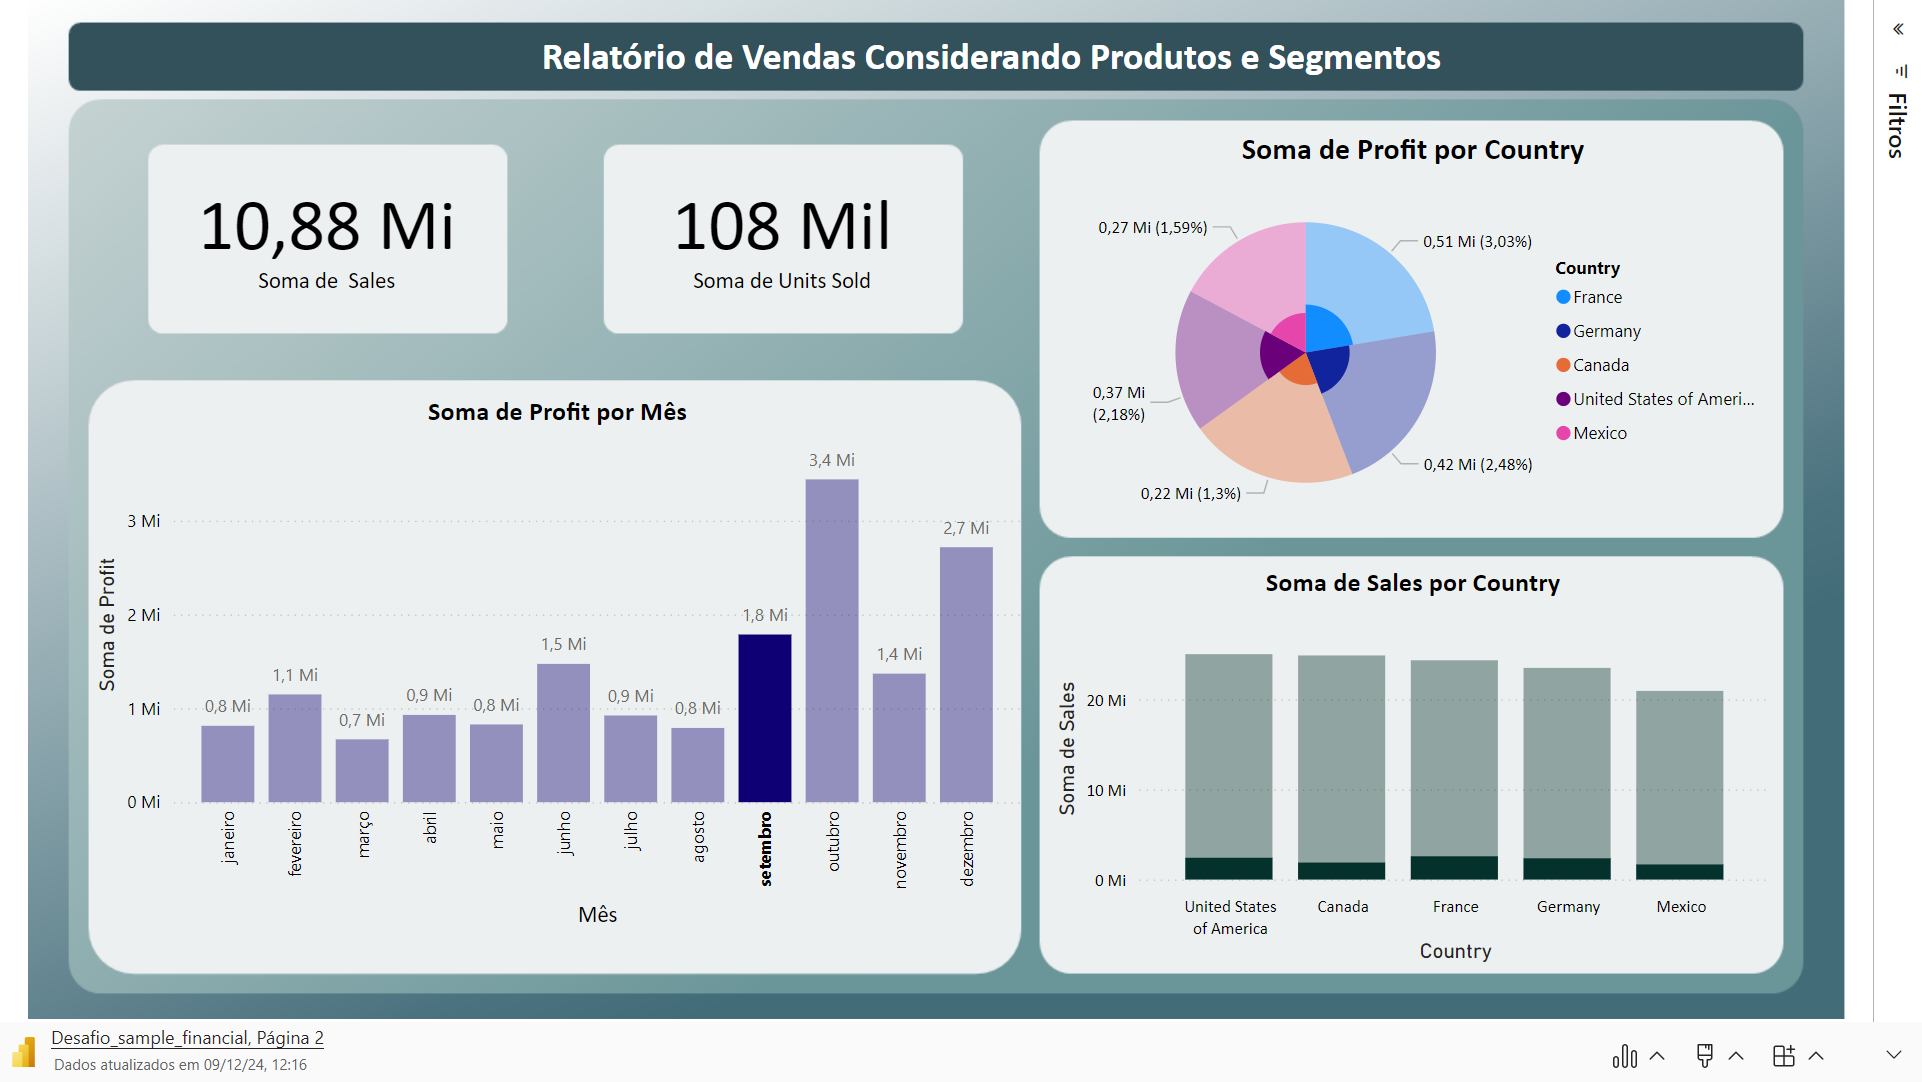 Relatório de Vendas Considerando Produtos e Segmentos
Filtros
10,88 Mi
Soma de  Sales
108 Mil
Soma de Units Sold
Soma de Profit por Country
0,27 Mi (1,59%)
0,51 Mi (3,03%)
0,37 Mi
(2,18%)
0,42 Mi (2,48%)
0,22 Mi (1,3%)
Country
France
Germany
Canada
United States of Ameri...
Mexico
Soma de Profit por Mês
Soma de Profit
3 Mi
2 Mi
1 Mi
0 Mi
0,8 Mi
1,1 Mi
0,7 Mi
0,9 Mi
0,8 Mi
1,5 Mi
0,9 Mi
0,8 Mi
1,8 Mi
3,4 Mi
1,4 Mi
2,7 Mi
janeiro
fevereiro
março
abril
maio
junho
julho
agosto
setembro
outubro
novembro
dezembro
Mês
Soma de Sales por Country
Soma de Sales
20 Mi
10 Mi
0 Mi
United States
of America
Canada
France
Germany
Mexico
Country
Desafio_sample_financial, Página 2
Dados atualizados em 09/12/24, 12:16